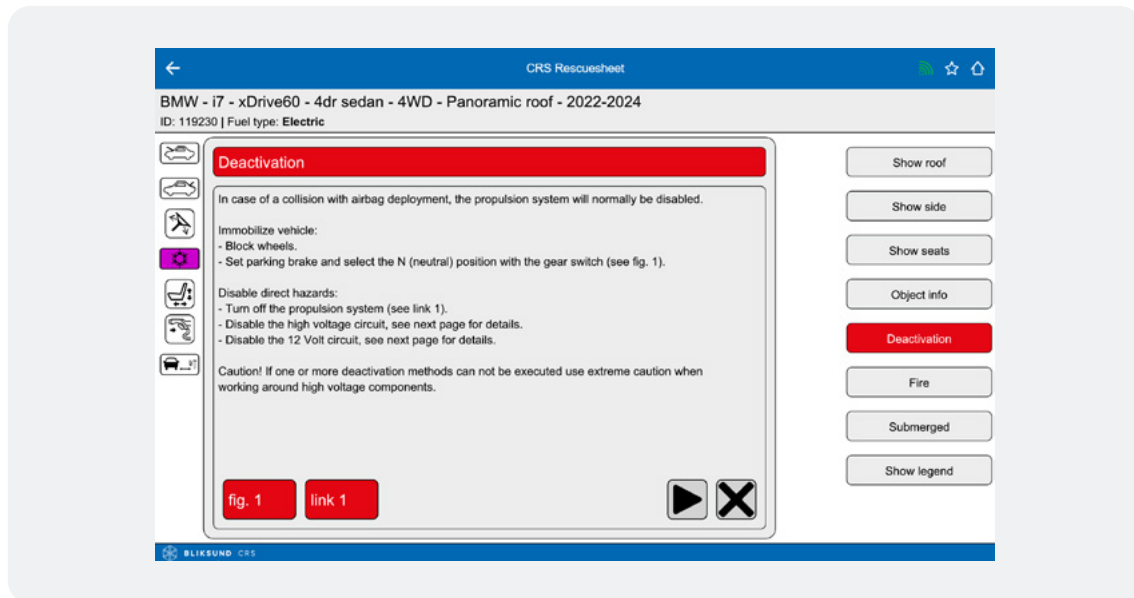 CRS Rescuesheet
BMW - i7 - xDrive60 - 4dr sedan - 4WD - Panoramic roof - 2022-2024
ID: 119230 | Fuel type: Electric
Deactivation
In case of a collision with airbag deployment, the propulsion system will normally be disabled.
Immobilize vehicle:
- Block wheels.
- Set parking brake and select the N (neutral) position with the gear switch (see fig. 1).
Disable direct hazards:
- Turn off the propulsion system (see link 1).
- Disable the high voltage circuit, see next page for details.
- Disable the 12 Volt circuit, see next page for details.
Caution! If one or more deactivation methods can not be executed use extreme caution when
working around high voltage components.
fig. 1
link 1
Show roof
Show side
Show seats
Object info
Deactivation
Fire
Submerged
Show legend
BLIKSUND CRS